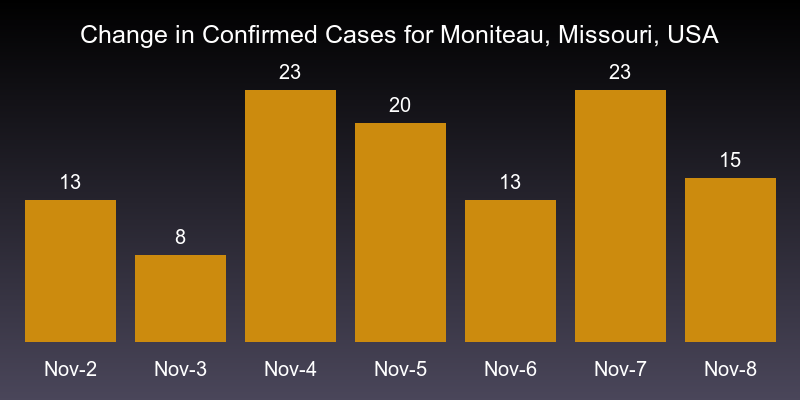 Change in Confirmed Cases for Moniteau, Missouri, USA
13 8 23 20 13 23 15
Nov-2 Nov-3 Nov-4 Nov-5 Nov-6 Nov-7 Nov-8